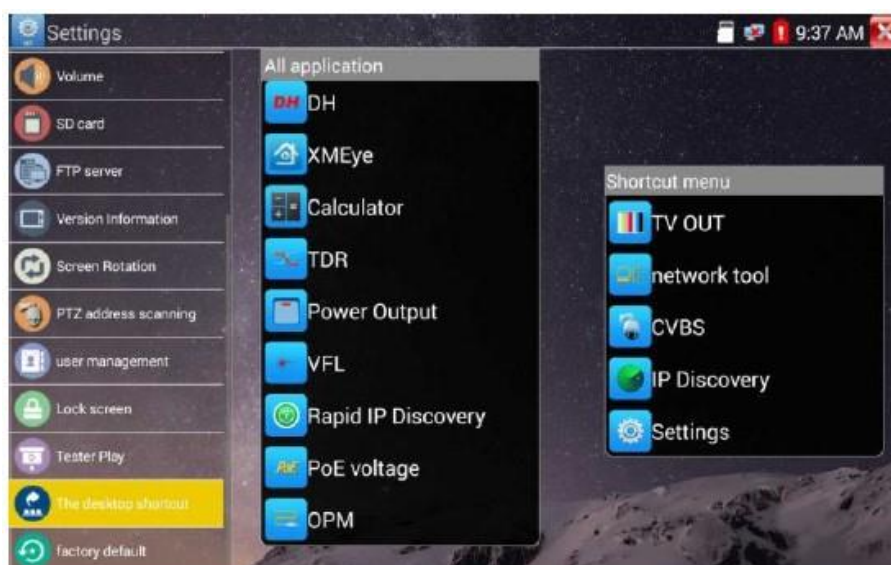 Settings
9:37 AM
Volume
SD card
FTP server
Version Information
Screen Rotation
PTZ address scanning
user management
Lock screen
Tester Play
The desktop shortcut
factory default
All application
DH DH
XMEye
Calculator
TDR
Power Output
VFL
Rapid IP Discovery
PoE PoE voltage
OPM
Shortcut menu
TV OUT
network tool
CVBS
IP Discovery
Settings